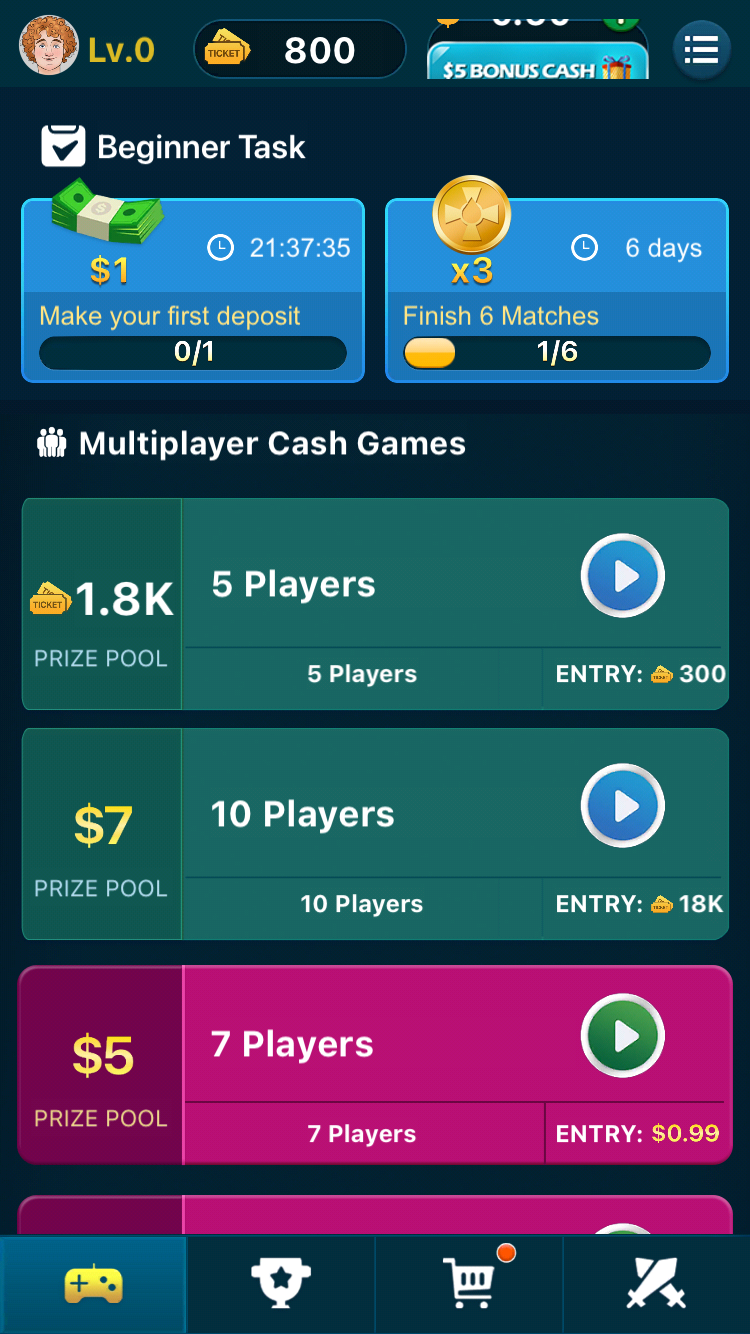 Lv.0
TICKET
800
$5 BONUS CASH
Beginner Task
$1
21:37:35
Make your first deposit
0/1
x3
6 days
Finish 6 Matches
1/6
Multiplayer Cash Games
TICKET 1.8K
PRIZE POOL
5 Players
5 Players
ENTRY: 300
$7
PRIZE POOL
10 Players
10 Players
ENTRY: 18K
$5
PRIZE POOL
7 Players
7 Players
ENTRY: $0.99